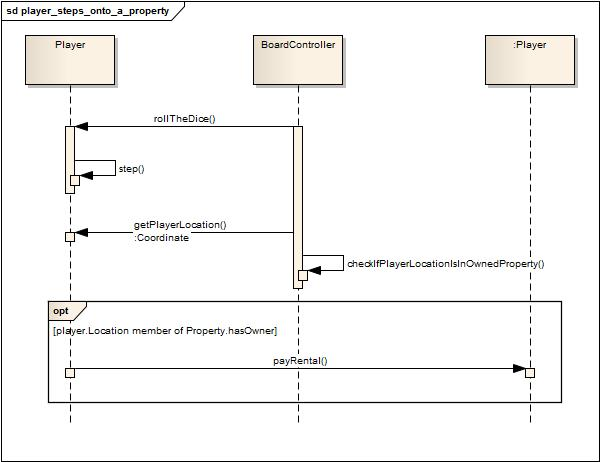 sd player_steps_onto_a_property
Player
BoardController
:Player
rollTheDice()
step()
getPlayerLocation()
:Coordinate
checkIfPlayerLocationIsInOwnedProperty()
opt
[player.Location member of Property.hasOwner]
payRental()